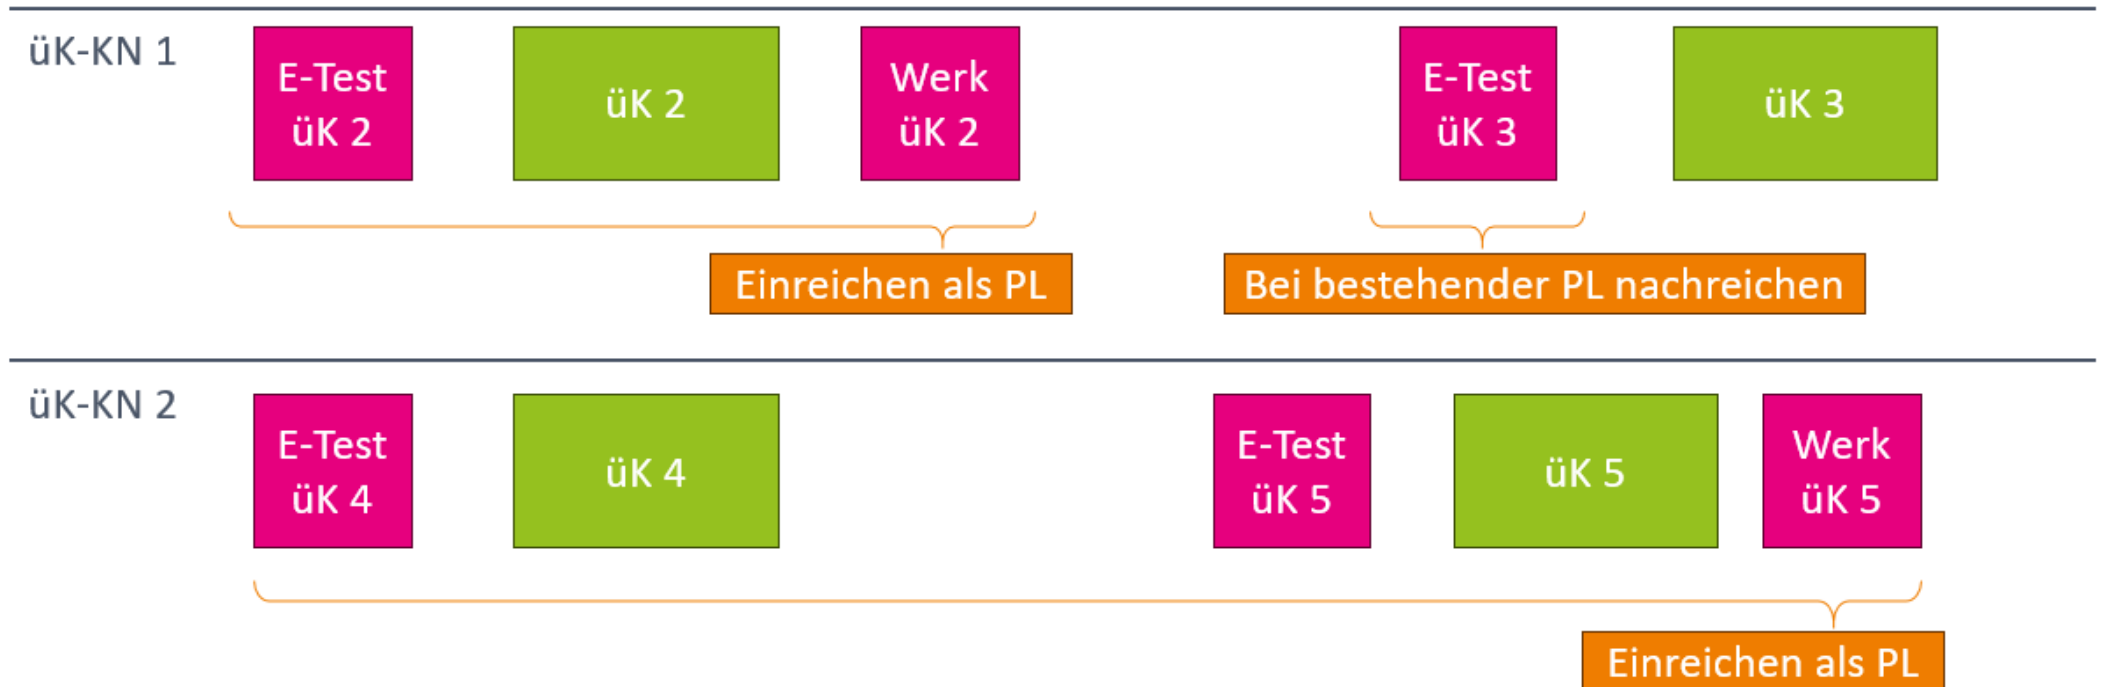 üK-KN 1
E-Test
üK 2
üK 2
Werk
üK 2
E-Test
üK 3
üK 3
Einreichen als PL
Bei bestehender PL nachreichen
üK-KN 2
E-Test
üK 4
üK 4
E-Test
üK 5
üK 5
Werk
üK 5
Einreichen als PL